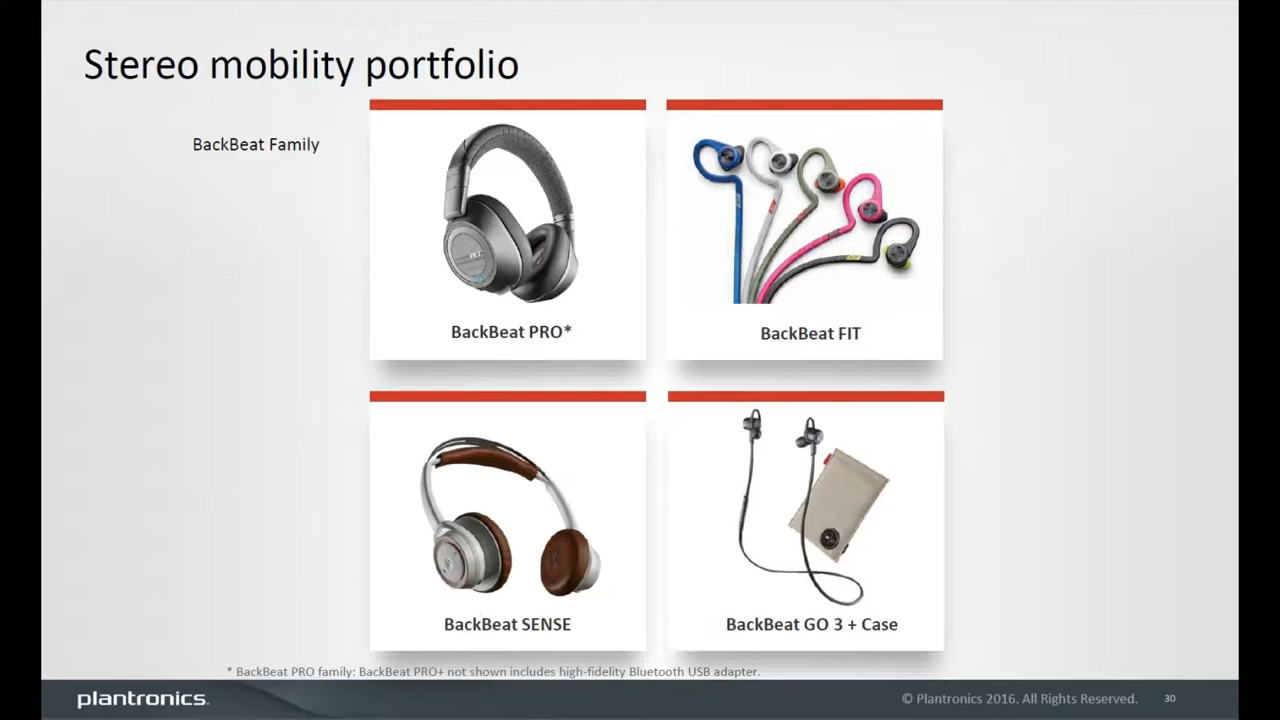 Stereo mobility portfolio
BackBeat Family
BackBeat PRO*
BackBeat FIT
BackBeat SENSE
BackBeat GO 3 + Case
* BackBeat PRO family: BackBeat PRO+ not shown includes high-fidelity Bluetooth USB adapter.
plantronics.
© Plantronics 2016. All Rights Reserved.
30